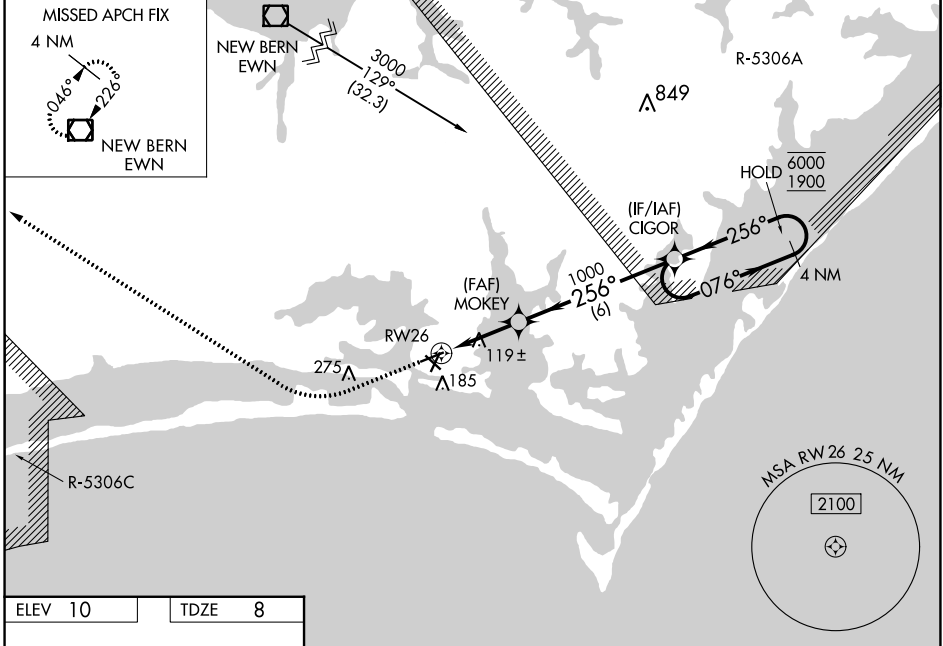 MISSED APCH FIX
4 NM
046°
226°
NEW BERN
EWN
NEW BERN
EWN
3000
129°
(32.3)
R-5306A
849
HOLD
6000
1900
(IF/IAF)
CIGOR
256°
076°
4 NM
1000
256°
(6)
(FAF)
MOKEY
RW26
119±
275
185
R-5306C
MSA RW 26 25 NM
2100
ELEV 10
TDZE 8